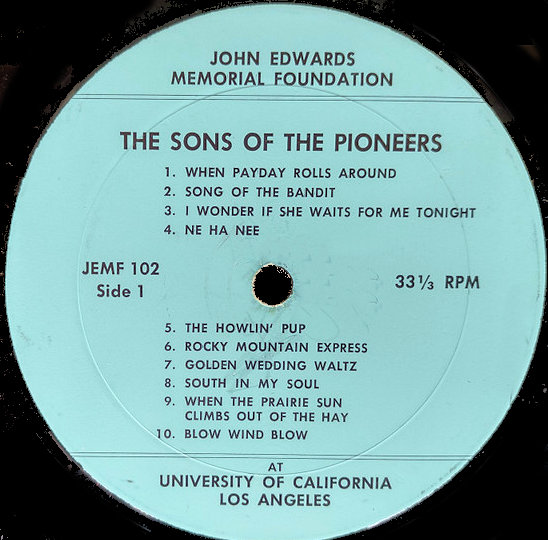 JOHN EDWARDS
MEMORIAL FOUNDATION
THE SONS OF THE PIONEERS
1. WHEN PAYDAY ROLLS AROUND
2. SONG OF THE BANDIT
3. I WONDER IF SHE WAITS FOR ME TONIGHT
4. NE HA NEE
JEMF 102
Side 1
33 1/3 RPM
5. THE HOWLIN' PUP
6. ROCKY MOUNTAIN EXPRESS
7. GOLDEN WEDDING WALTZ
8. SOUTH IN MY SOUL
9. WHEN THE PRAIRIE SUN
CLIMBS OUT OF THE HAY
10. BLOW WIND BLOW
AT
UNIVERSITY OF CALIFORNIA
LOS ANGELES